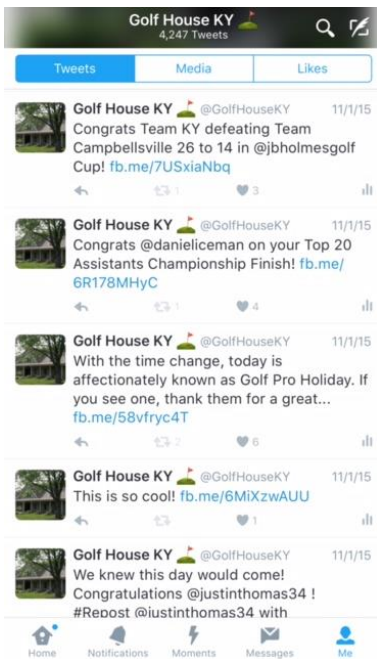 Golf House KY
4,247 Tweets
Tweets
Media
Likes
Golf House KY @GolfHouseKY 11/1/15
Congrats Team KY defeating Team
Campbellsville 26 to 14 in @jbholmesgolf
Cup! fb.me/7USxiaNbq
1 3
Golf House KY @GolfHouseKY 11/1/15
Congrats @danieliceman on your Top 20
Assistants Championship Finish! fb.me/
6R178MHyC
1 4
Golf House KY @GolfHouseKY 11/1/15
With the time change, today is
affectionately known as Golf Pro Holiday. If
you see one, thank them for a great...
fb.me/58vfryc4T
2 6
Golf House KY @GolfHouseKY 11/1/15
This is so cool! fb.me/6MiXzwAUU
1
Golf House KY @GolfHouseKY 11/1/15
We knew this day would come!
Congratulations @justinthomas34 !
#Repost @justinthomas34 with
Home
Notifications
Moments
Messages
Me